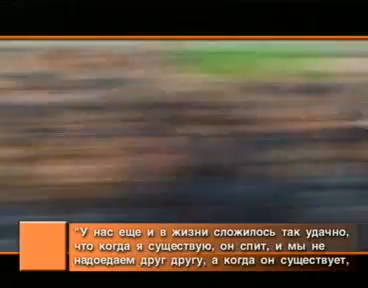 "У нас еще и в жизни сложилось так удачно,
что когда я существую, он спит, и мы не
надоедаем друг другу, а когда он существует,